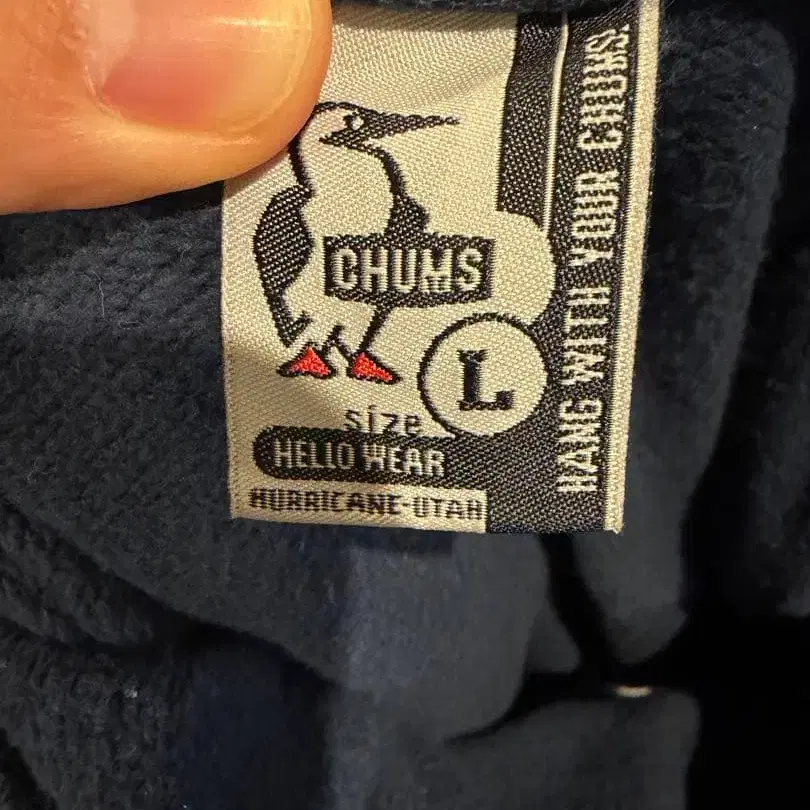 CHUMS
L
size
HELLO WEAR
HURRICANE-UTAH
HANG WITH YOUR CHUMS!